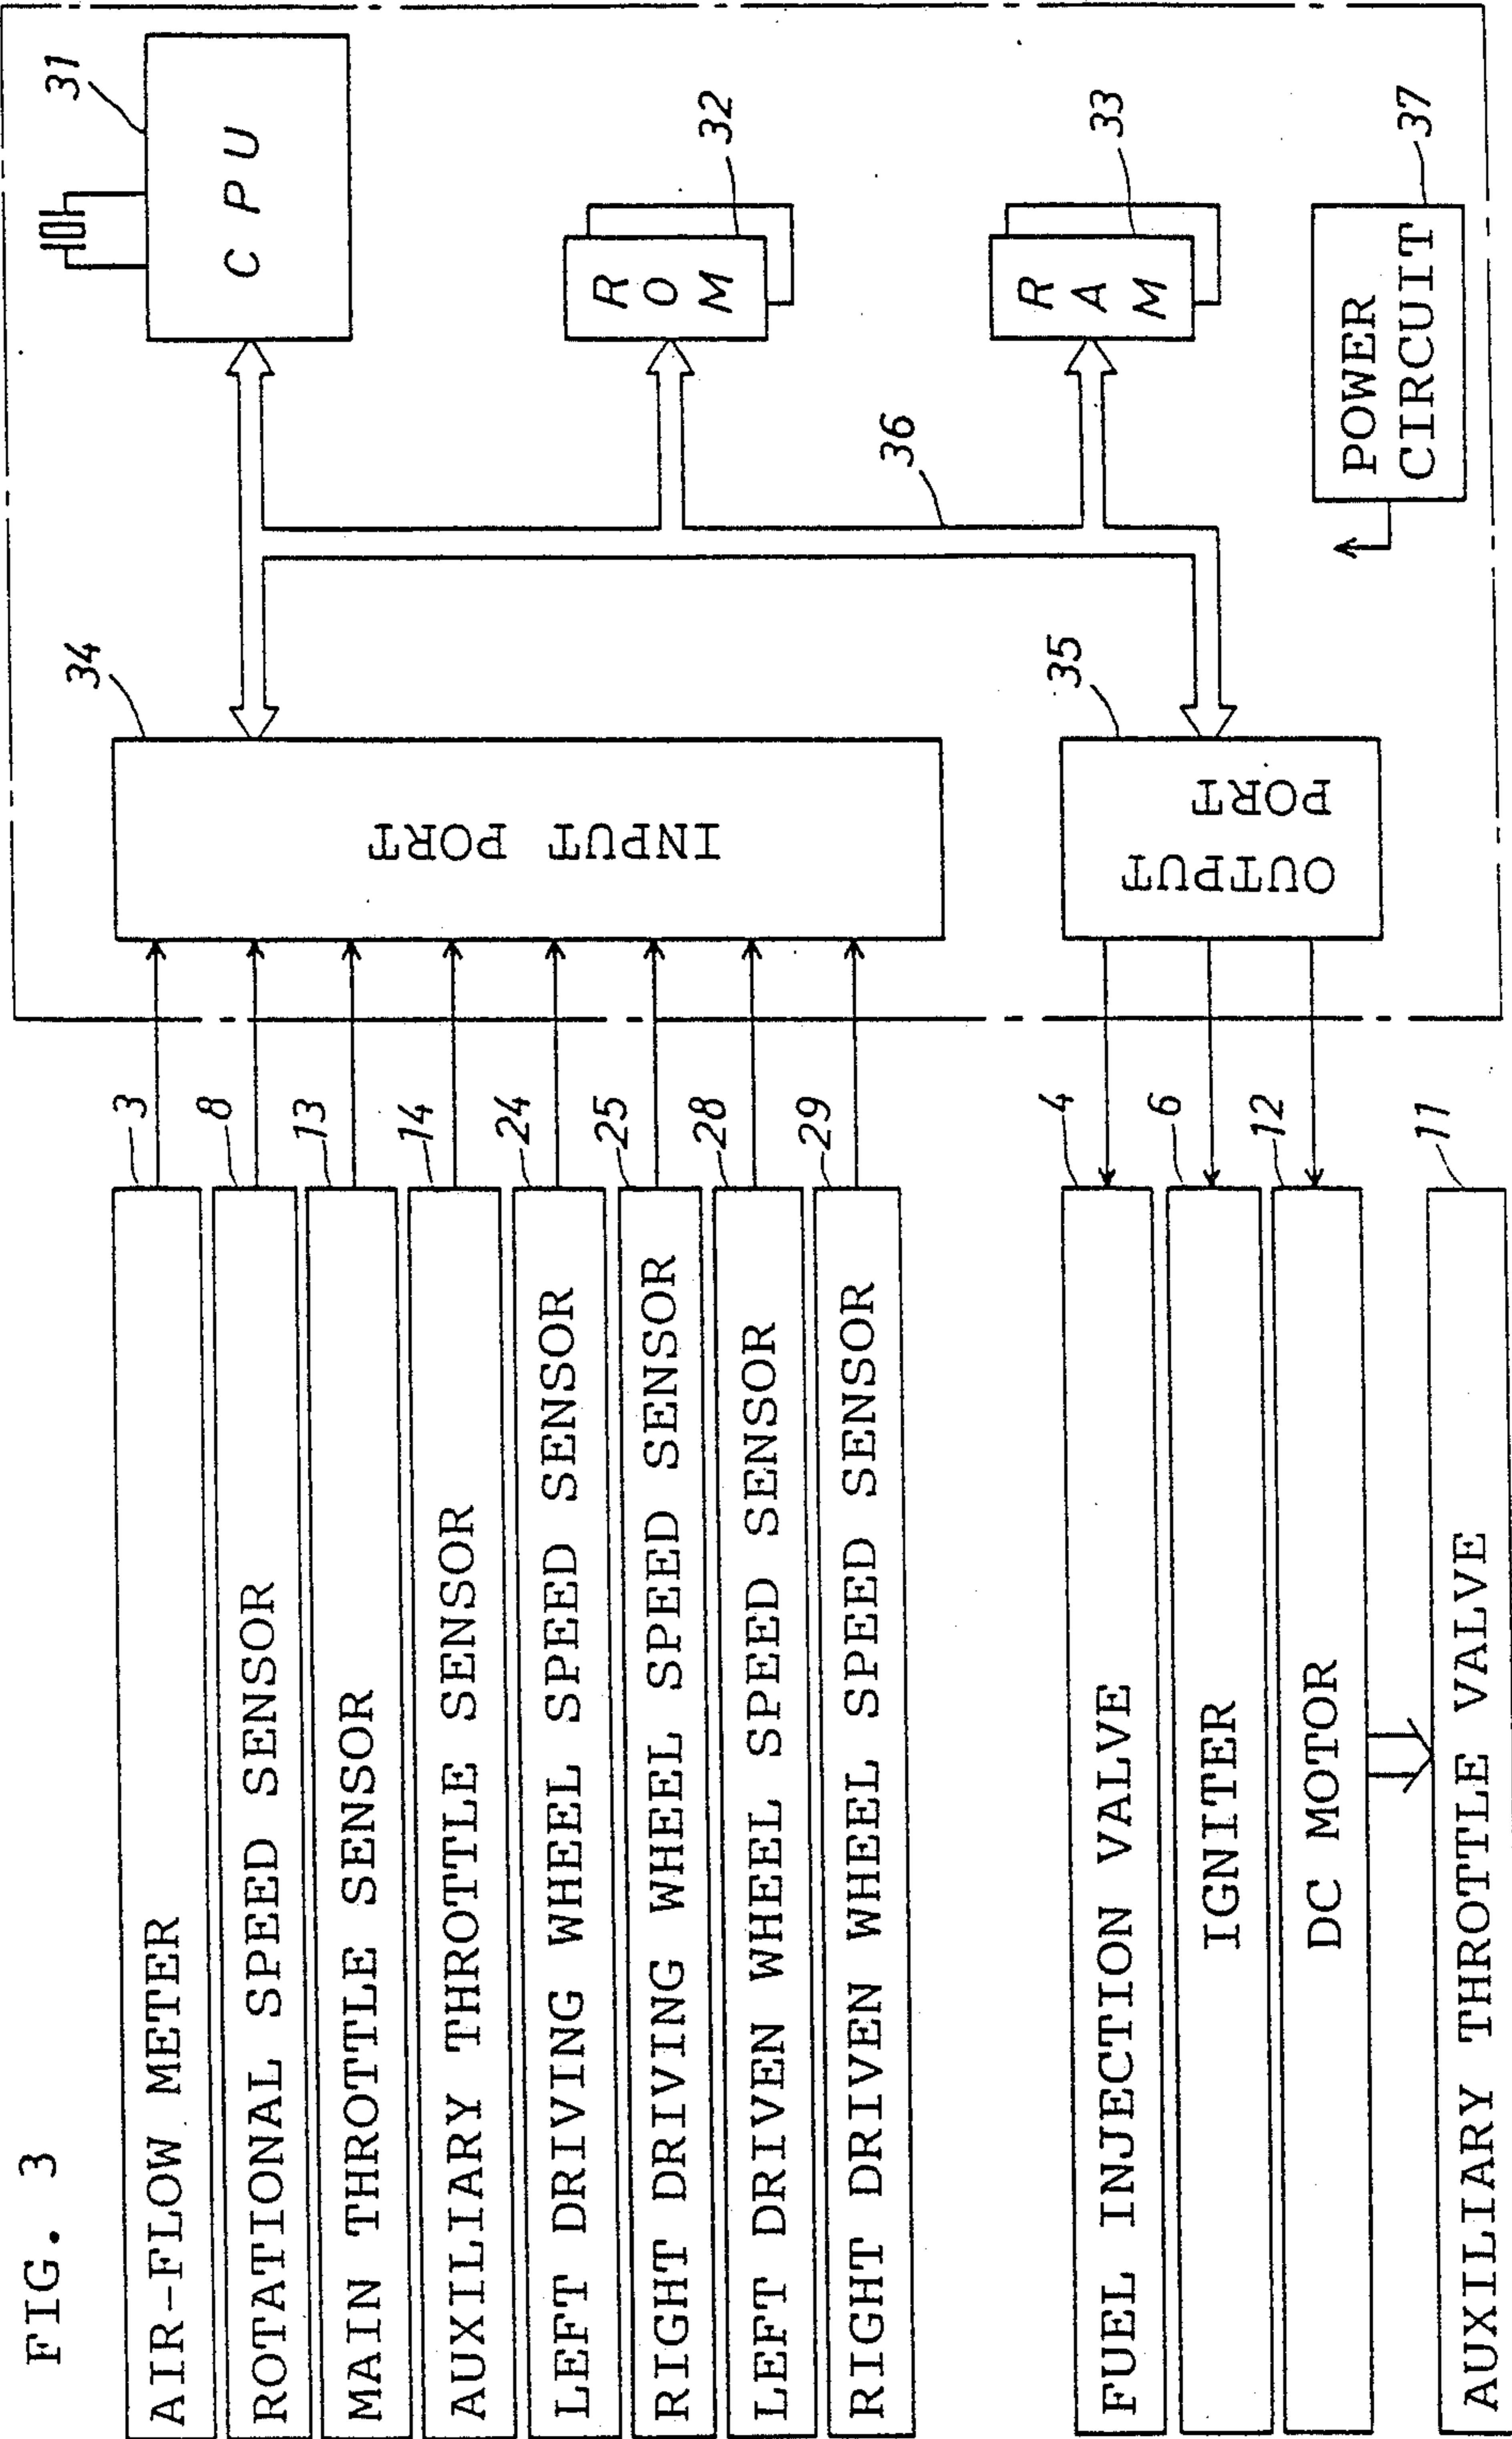 FIG. 3
AIR-FLOW METER
3
ROTATIONAL SPEED SENSOR
8
MAIN THROTTLE SENSOR
13
AUXILIARY THROTTLE SENSOR
14
LEFT DRIVING WHEEL SPEED SENSOR
24
RIGHT DRIVING WHEEL SPEED SENSOR
25
LEFT DRIVEN WHEEL SPEED SENSOR
28
RIGHT DRIVEN WHEEL SPEED SENSOR
29
FUEL INJECTION VALVE
4
IGNITER
6
DC MOTOR
12
AUXILIARY THROTTLE VALVE
11
INPUT PORT
34
OUTPUT
PORT
35
36
CPU
31
ROM
32
RAM
33
POWER
CIRCUIT
37